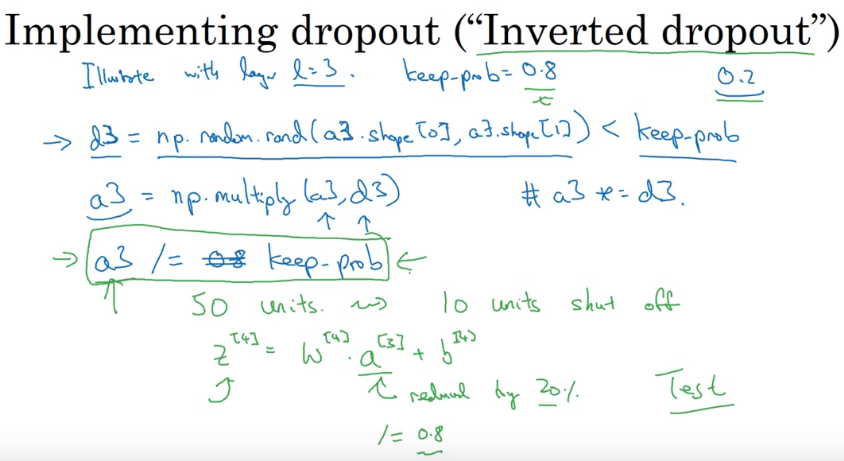 Implementing dropout ("Inverted dropout")
Illustrate with layer l=3. keep-prob = 0.8 0.2
→ d3 = np.random.rand(a3.shape[0], a3.shape[1]) < keep-prob
a3 = np.multiply(a3, d3) # a3 *= d3.
→ a3 /= 0.8 keep-prob ←
50 units. ⇝ 10 units shut off
z^[4] = W^[4] · a^[3] + b^[4]
reduced by 20% Test
/= 0.8